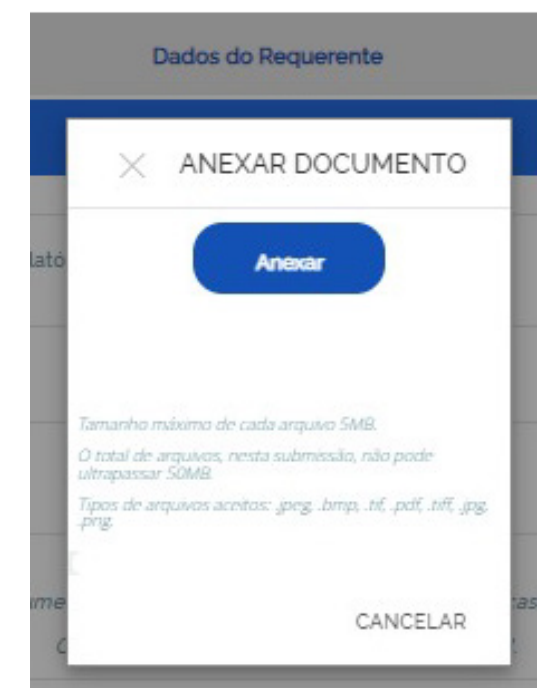 Dados do Requerente
ANEXAR DOCUMENTO
Anexar
Tamanho máximo de cada arquivo 5MB.
O total de arquivos, nesta submissão, não pode
ultrapassar 50MB.
Tipos de arquivos aceitos: .jpeg, .bmp, .tif, .pdf, .tiff, .jpg,
.png.
CANCELAR